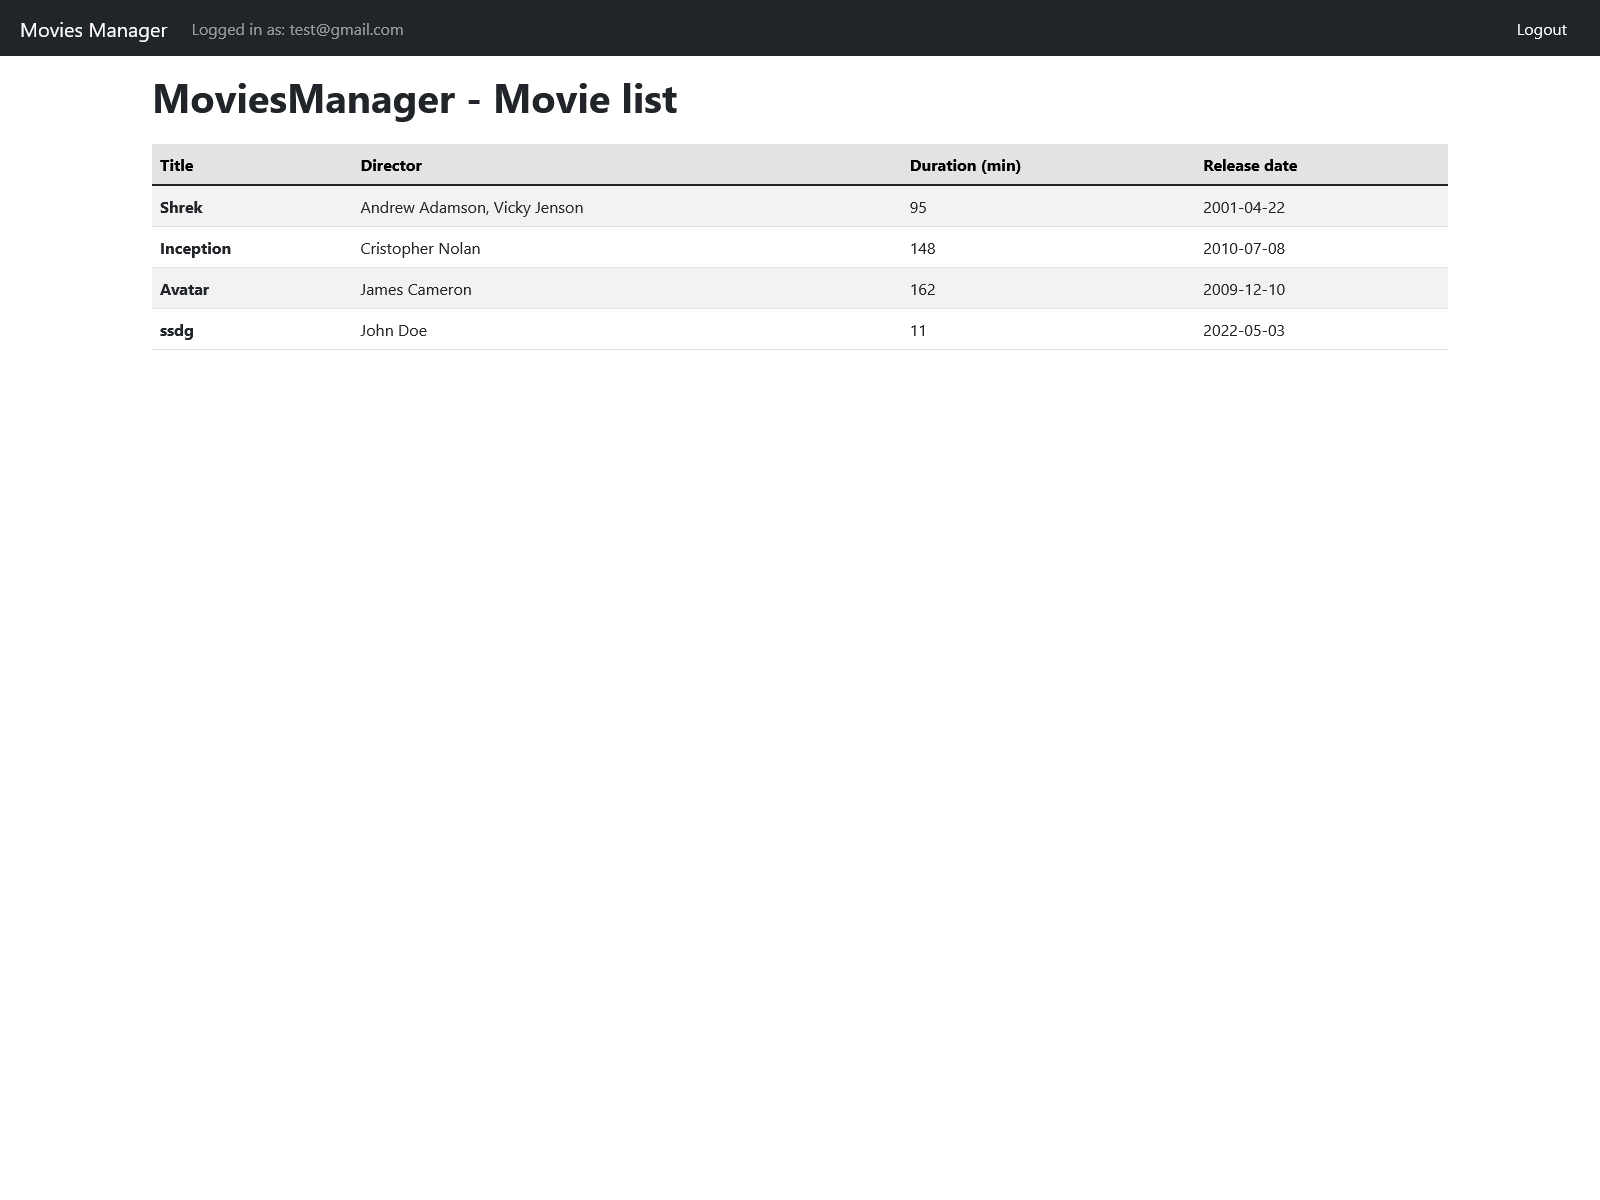 Movies Manager Logged in as: test@gmail.com Logout
MoviesManager - Movie list
Title Director Duration (min) Release date
Shrek Andrew Adamson, Vicky Jenson 95 2001-04-22
Inception Cristopher Nolan 148 2010-07-08
Avatar James Cameron 162 2009-12-10
ssdg John Doe 11 2022-05-03